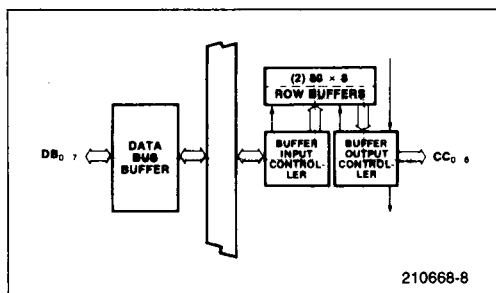 (2) 80 × 8
ROW BUFFERS
DB0 7
DATA
BUS
BUFFER
BUFFER
INPUT
CONTROL-
LER
BUFFER
OUTPUT
CONTROL-
LER
CC0 6
210668-8